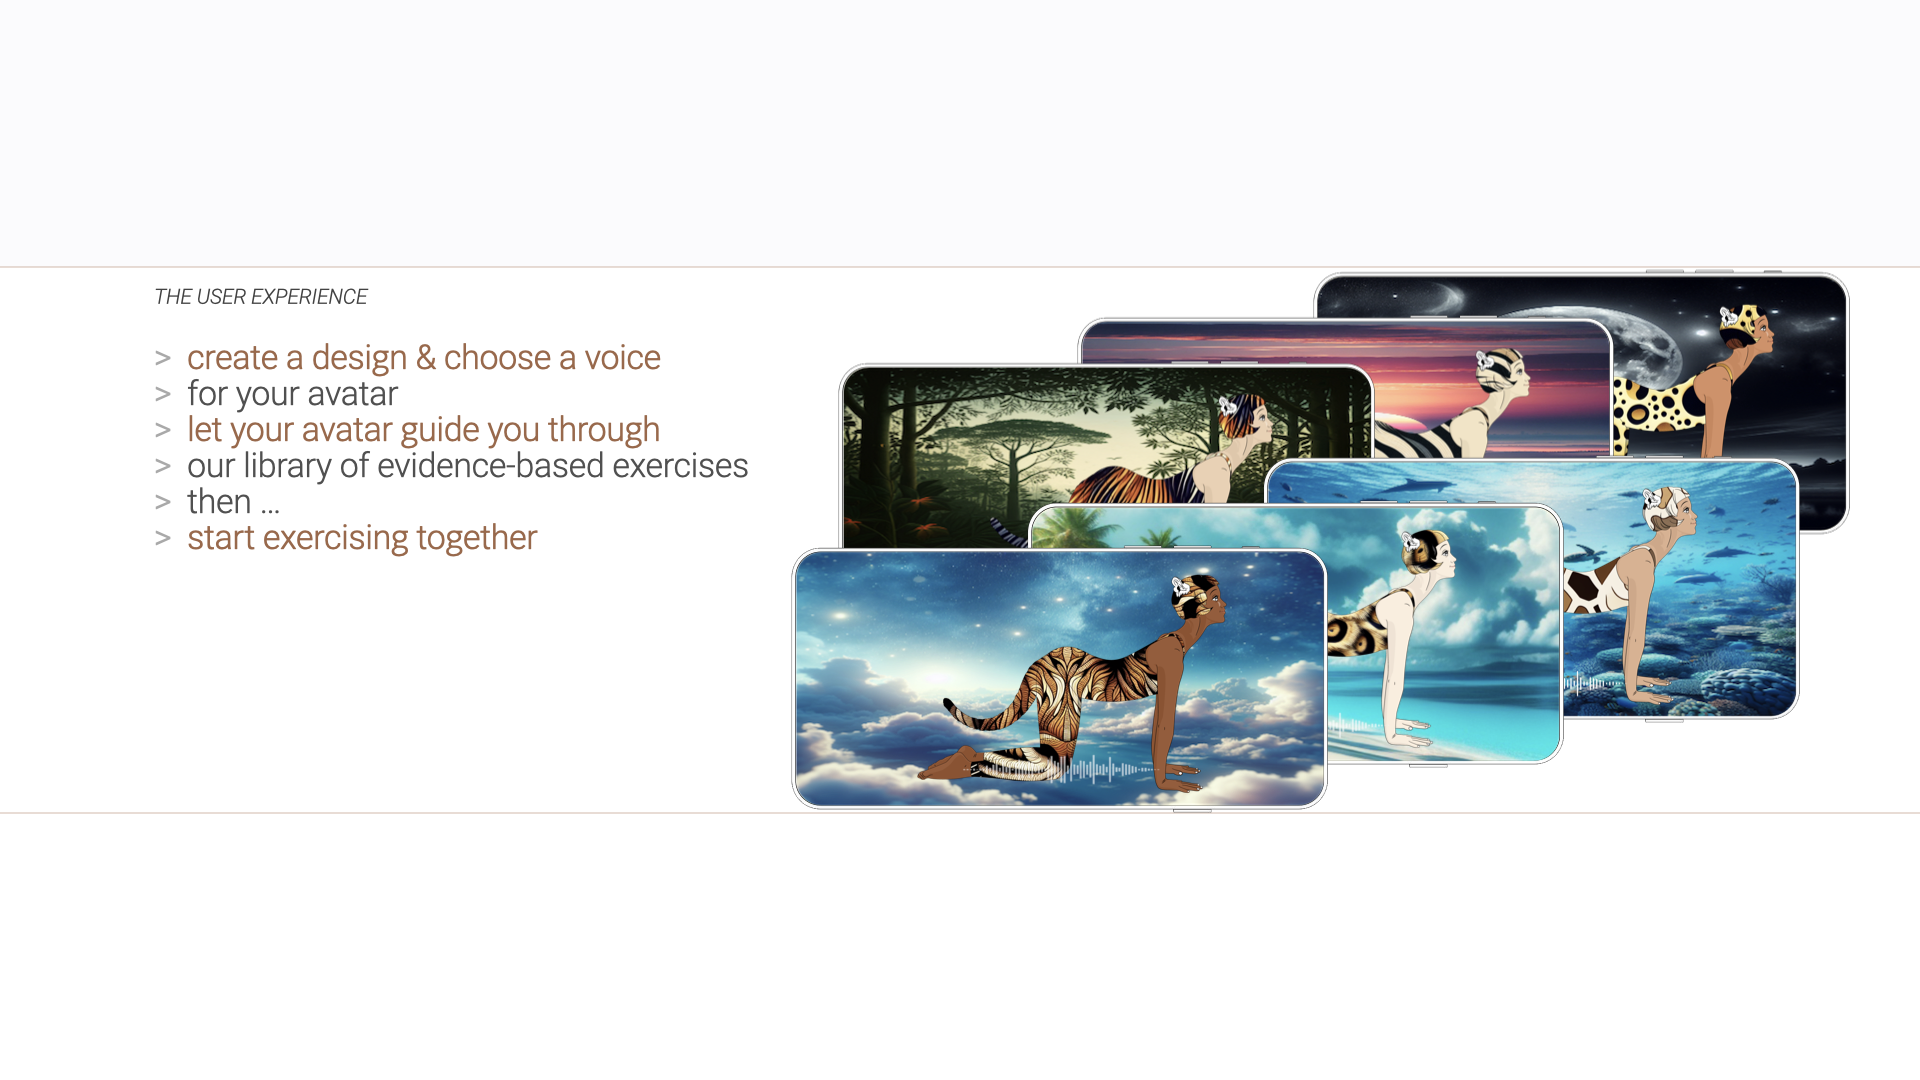 THE USER EXPERIENCE
> create a design & choose a voice
> for your avatar
> let your avatar guide you through
> our library of evidence-based exercises
> then ...
> start exercising together